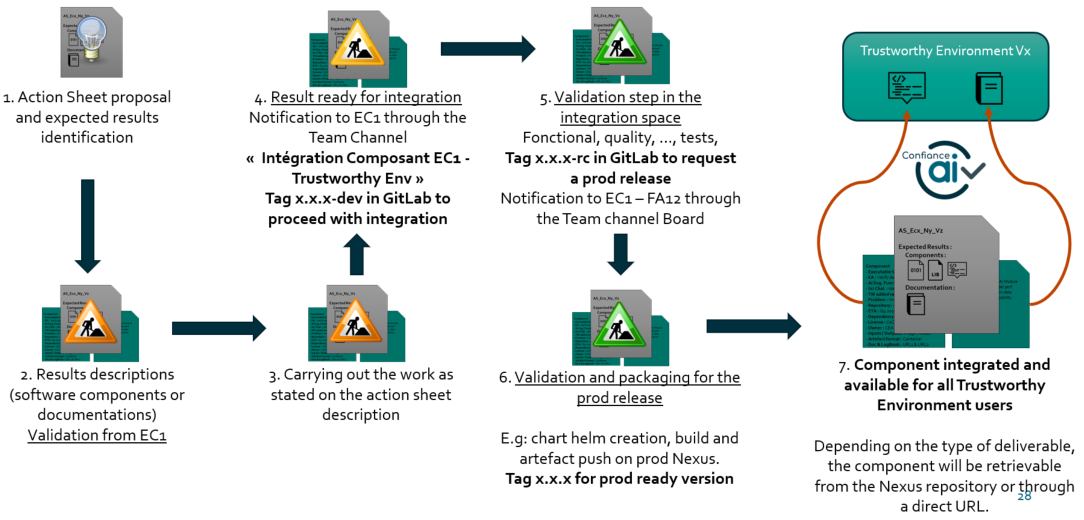 AS_Ecx_Ny_Vz
1. Action Sheet proposal
and expected results
identification
2. Results descriptions
(software components or
documentations)
Validation from EC1
3. Carrying out the work as
stated on the action sheet
description
4. Result ready for integration
Notification to EC1 through the
Team Channel
« Intégration Composant EC1 -
Trustworthy Env »
Tag x.x.x-dev in GitLab to
proceed with integration
5. Validation step in the
integration space
Fonctional, quality, ..., tests,
Tag x.x.x-rc in GitLab to request
a prod release
Notification to EC1 – FA12 through
the Team channel Board
6. Validation and packaging for the
prod release
E.g: chart helm creation, build and
artefact push on prod Nexus.
Tag x.x.x for prod ready version
Trustworthy Environment Vx
Confiance
ai
AS_Ecx_Ny_Vz
Expected Results :
Components :
0101
LIB
Documentation :
7. Component integrated and
available for all Trustworthy
Environment users
Depending on the type of deliverable,
the component will be retrievable
from the Nexus repository or through
a direct URL.
28